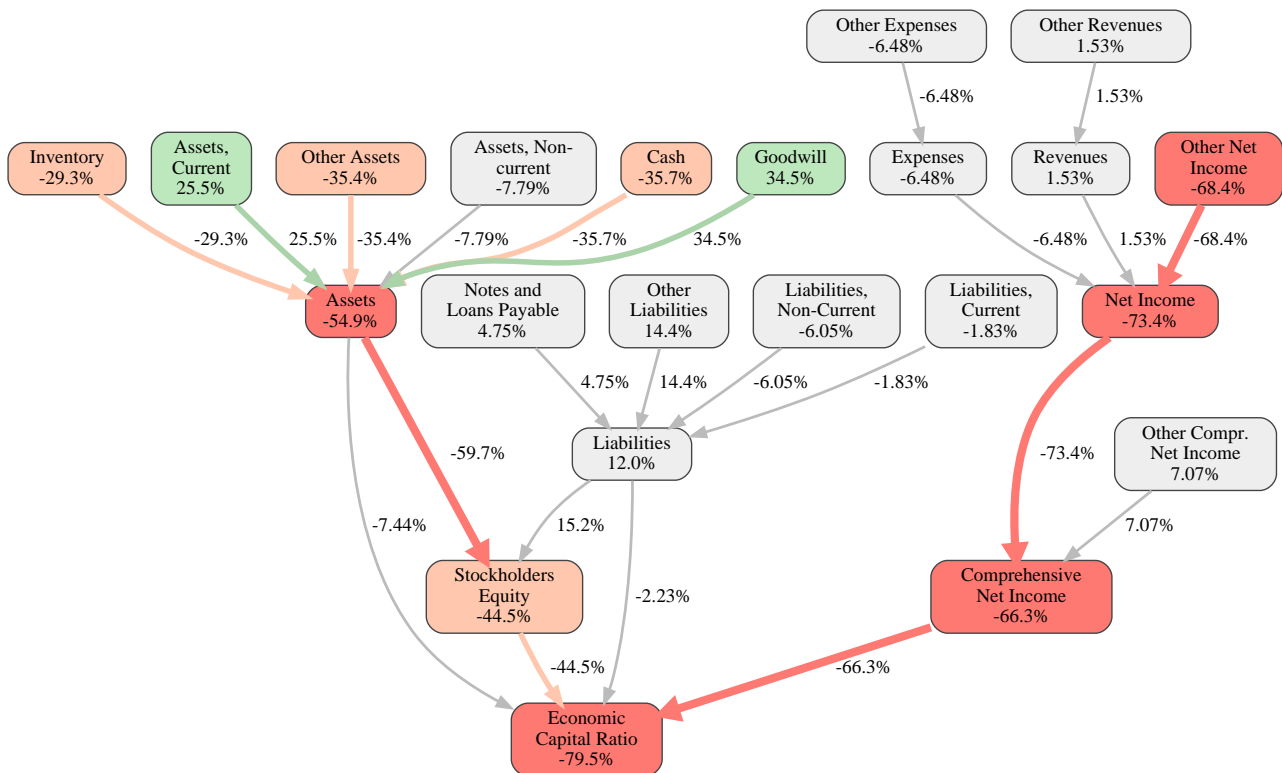 Other Expenses
-6.48%
Other Revenues
1.53%
-6.48%
1.53%
Inventory
-29.3%
Assets,
Current
25.5%
Other Assets
-35.4%
Assets, Non-
current
-7.79%
Cash
-35.7%
Goodwill
34.5%
Expenses
-6.48%
Revenues
1.53%
Other Net
Income
-68.4%
-29.3%
25.5%
-35.4%
-7.79%
-35.7%
34.5%
-6.48%
1.53%
-68.4%
Assets
-54.9%
Notes and
Loans Payable
4.75%
Other
Liabilities
14.4%
Liabilities,
Non-Current
-6.05%
Liabilities,
Current
-1.83%
Net Income
-73.4%
4.75%
14.4%
-6.05%
-1.83%
-59.7%
Liabilities
12.0%
-73.4%
Other Compr.
Net Income
7.07%
-7.44%
15.2%
7.07%
Stockholders
Equity
-44.5%
-2.23%
Comprehensive
Net Income
-66.3%
-44.5%
-66.3%
Economic
Capital Ratio
-79.5%